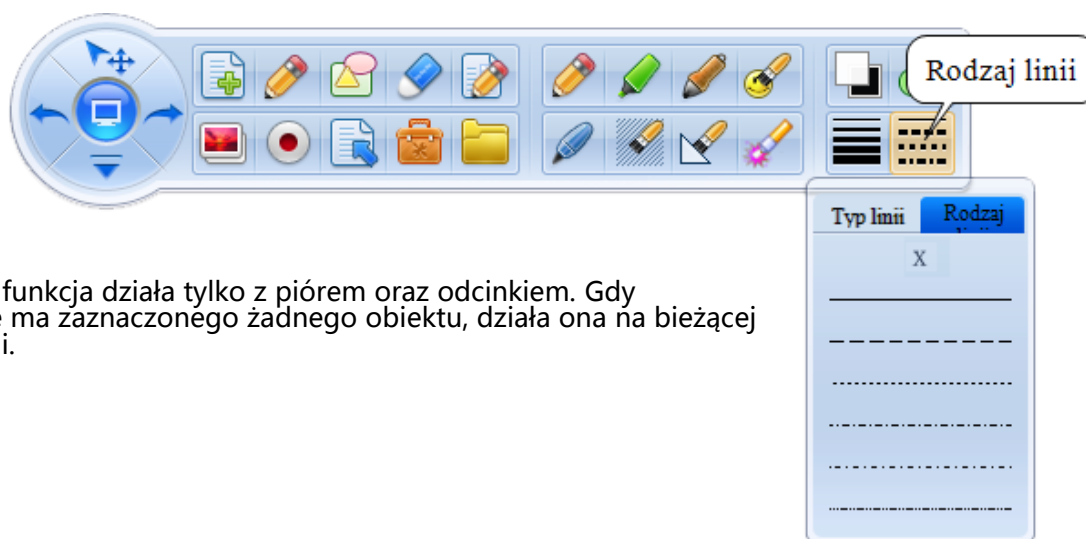 Rodzaj linii
Typ linii
Rodzaj
X
funkcja działa tylko z piórem oraz odcinkiem. Gdy
ma zaznaczonego żadnego obiektu, działa ona na bieżącej
i.